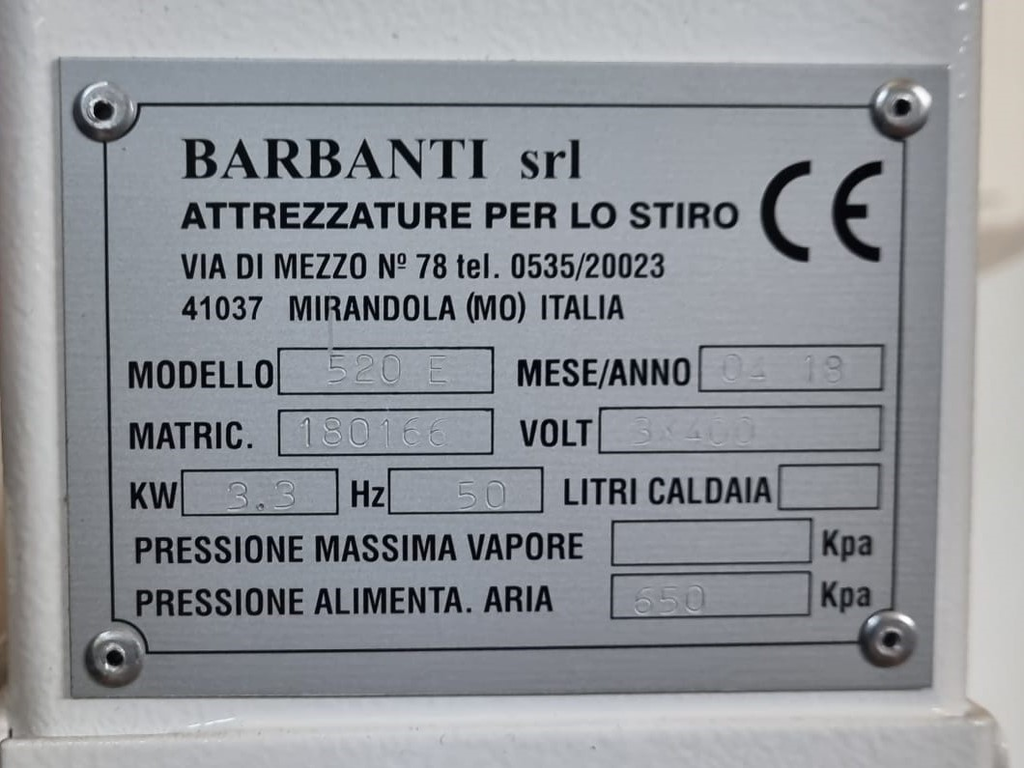 BARBANTI srl
ATTREZZATURE PER LO STIRO CE
VIA DI MEZZO Nº 78 tel. 0535/20023
41037 MIRANDOLA (MO) ITALIA
MODELLO 520 E MESE/ANNO 04 18
MATRIC. 180166 VOLT 3X400
KW 3.3 Hz 50 LITRI CALDAIA
PRESSIONE MASSIMA VAPORE Kpa
PRESSIONE ALIMENTA. ARIA 650 Kpa